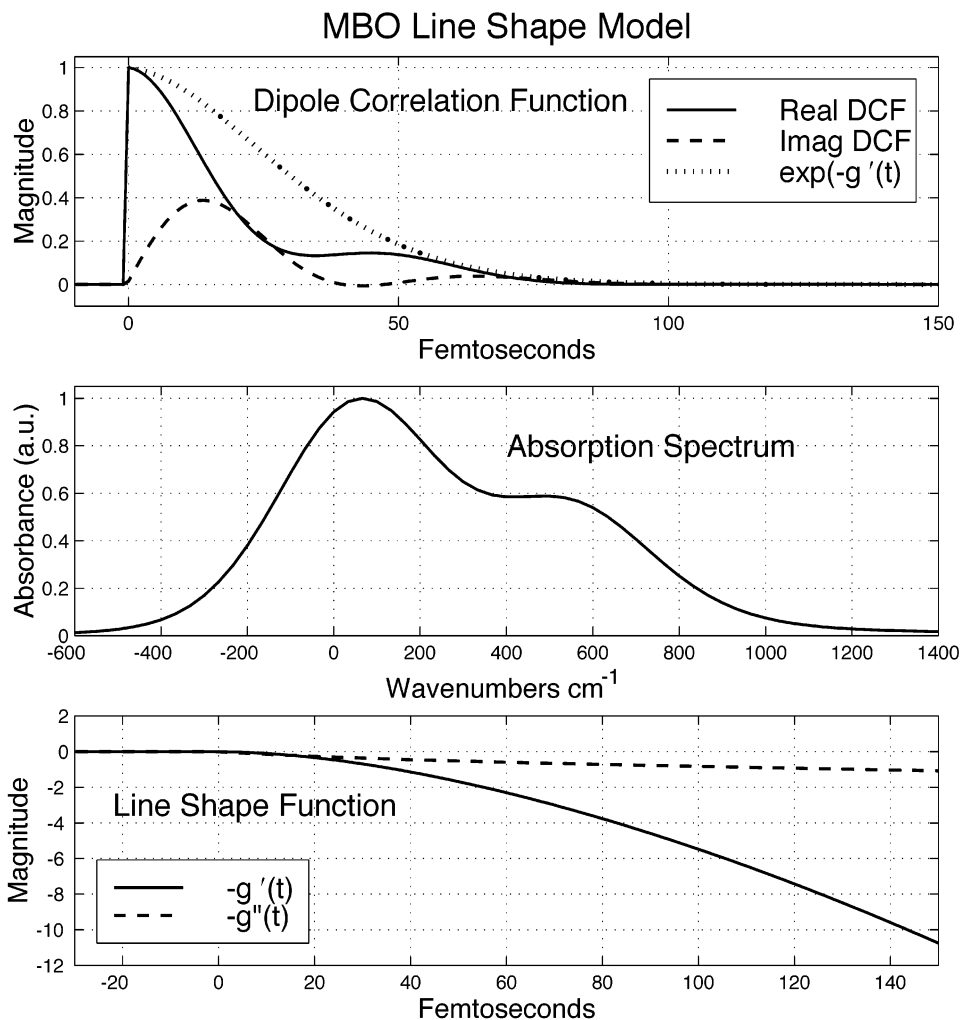 MBO Line Shape Model
1
0.8
0.6
0.4
0.2
0
Magnitude
Dipole Correlation Function
Real DCF
Imag DCF
exp(-g ′(t)
0
50
100
150
Femtoseconds
1
0.8
0.6
0.4
0.2
0
Absorbance (a.u.)
Absorption Spectrum
-600
-400
-200
0
200
400
600
800
1000
1200
1400
Wavenumbers cm⁻¹
2
0
-2
-4
-6
-8
-10
-12
Magnitude
Line Shape Function
-g ′(t)
-g"(t)
-20
0
20
40
60
80
100
120
140
Femtoseconds